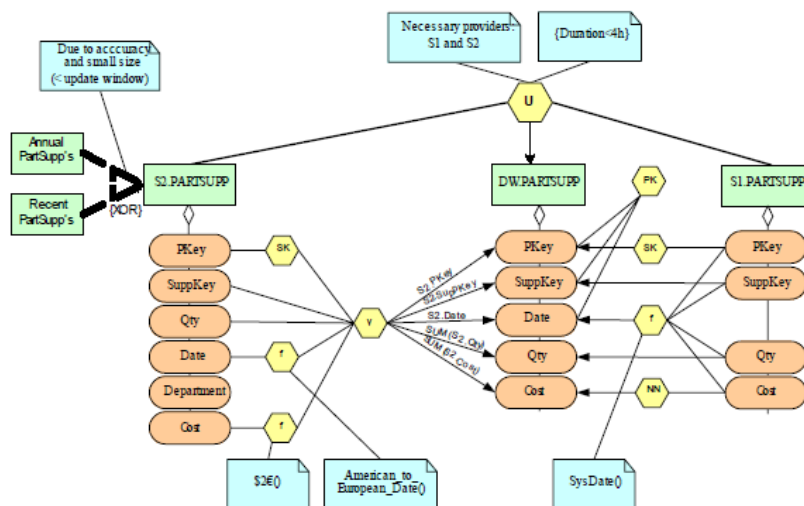 Necessary providers:
S1 and S2
{Duration<4h}
Due to acccuracy
and small size
(< update window)
U
Annual
PartSupp's
Recent
PartSupp's
{XOR}
S2.PARTSUPP
DW.PARTSUPP
PK
S1.PARTSUPP
PKey
SK
S2.PKey
PKey
SK
PKey
SuppKey
S2.SuppKey
SuppKey
SuppKey
Qty
γ
S2.Date
Date
f
Date
f
SUM(S2.Qty)
Qty
Qty
Department
SUM(S2.Cost)
Cost
NN
Cost
Cost
f
$2€()
American_to_
European_Date()
SysDate()